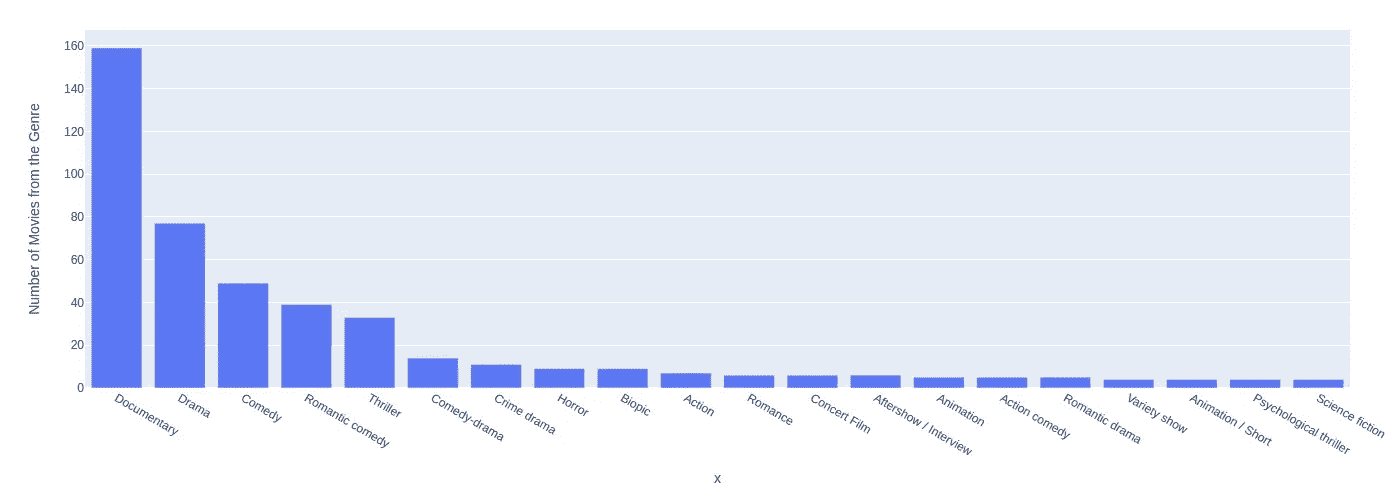 Number of Movies from the Genre
160
140
120
100
80
60
40
20
0
Documentary
Drama
Comedy
Romantic comedy
Thriller
Comedy-drama
Crime drama
Horror
Biopic
Action
Romance
Concert Film
Aftershow / Interview
Animation
Action comedy
Romantic drama
Variety show
Animation / Short
Psychological thriller
Science fiction
x